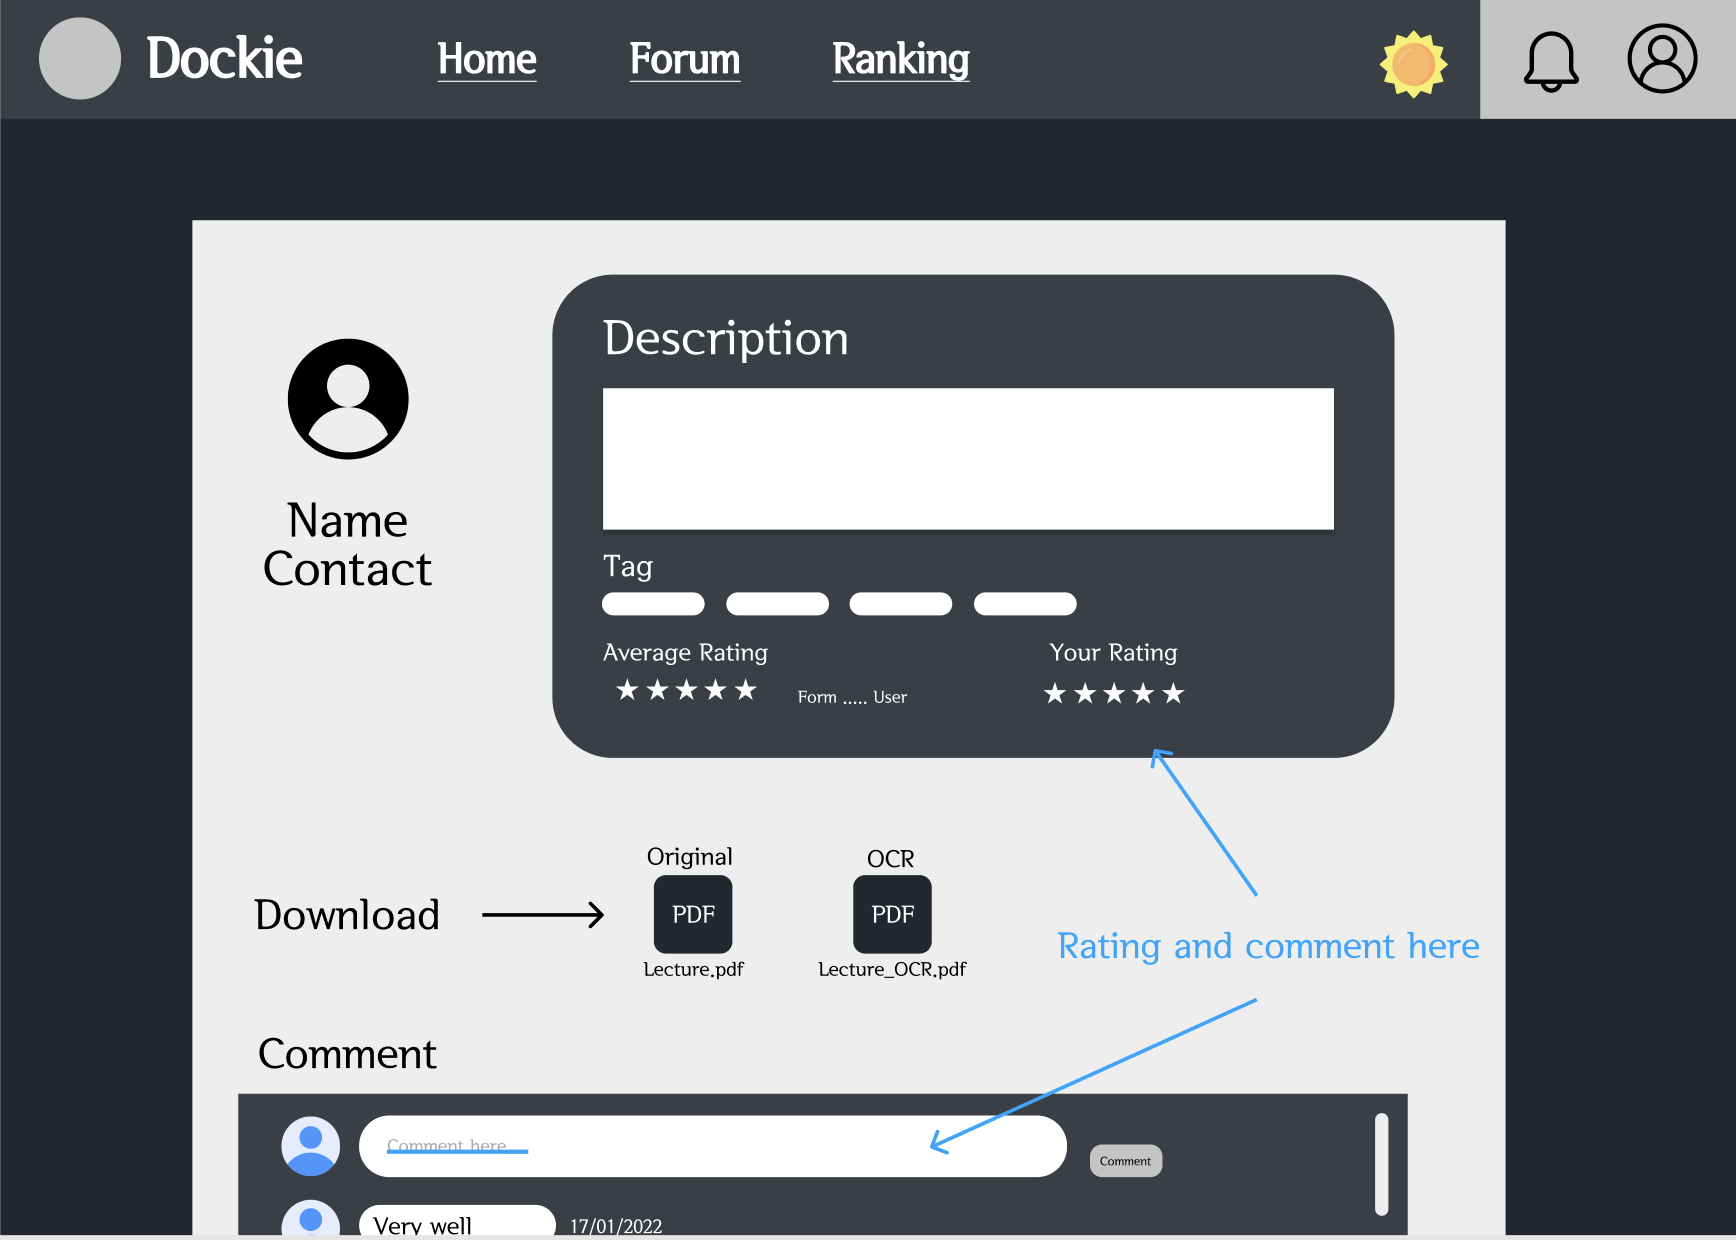 Dockie
Home
Forum
Ranking
Description
Name
Contact
Tag
Average Rating
Your Rating
Form ..... User
Original
OCR
Download
PDF
PDF
Lecture.pdf
Lecture_OCR.pdf
Rating and comment here
Comment
Comment here
Comment
Very well
17/01/2022